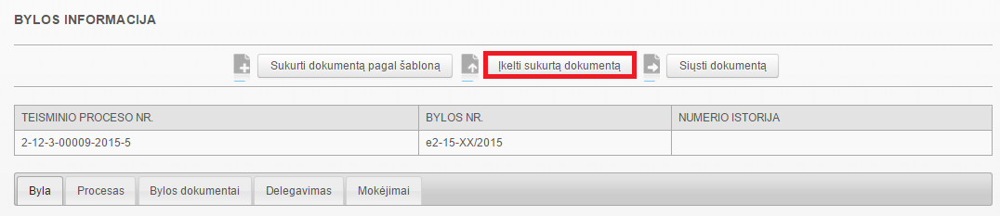 BYLOS INFORMACIJA
Sukurti dokumentą pagal šabloną Įkelti sukurtą dokumentą Siųsti dokumentą
TEISMINIO PROCESO NR. BYLOS NR. NUMERIO ISTORIJA
2-12-3-00009-2015-5 e2-15-XX/2015
Byla Procesas Bylos dokumentai Delegavimas Mokėjimai